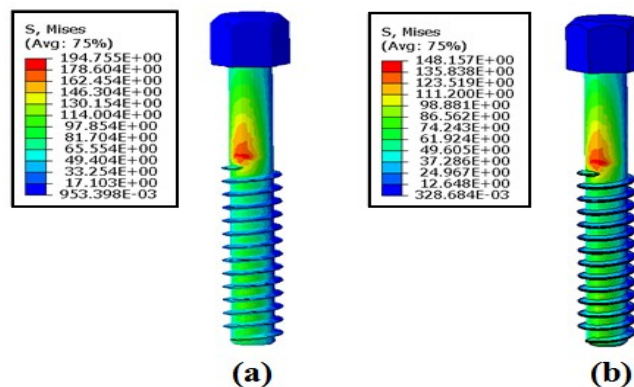 S, Mises
(Avg: 75%)
194.755E+00
178.604E+00
162.454E+00
146.304E+00
130.154E+00
114.004E+00
97.854E+00
81.704E+00
65.554E+00
49.404E+00
33.254E+00
17.103E+00
953.398E-03
(a)
S, Mises
(Avg: 75%)
148.157E+00
135.838E+00
123.519E+00
111.200E+00
98.881E+00
86.562E+00
74.243E+00
61.924E+00
49.605E+00
37.286E+00
24.967E+00
12.648E+00
328.684E-03
(b)